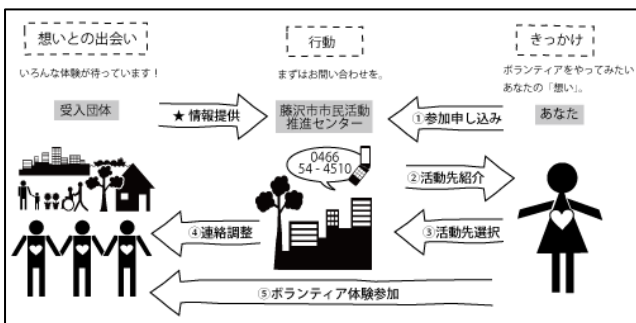 想いとの出会い
いろんな体験が待っています！
受入団体
★情報提供
行動
まずはお問い合わせを。
藤沢市市民活動
推進センター
0466
54-4510
きっかけ
ボランティアをやってみたい
あなたの「想い」。
あなた
①参加申し込み
②活動先紹介
③活動先選択
④連絡調整
⑤ボランティア体験参加